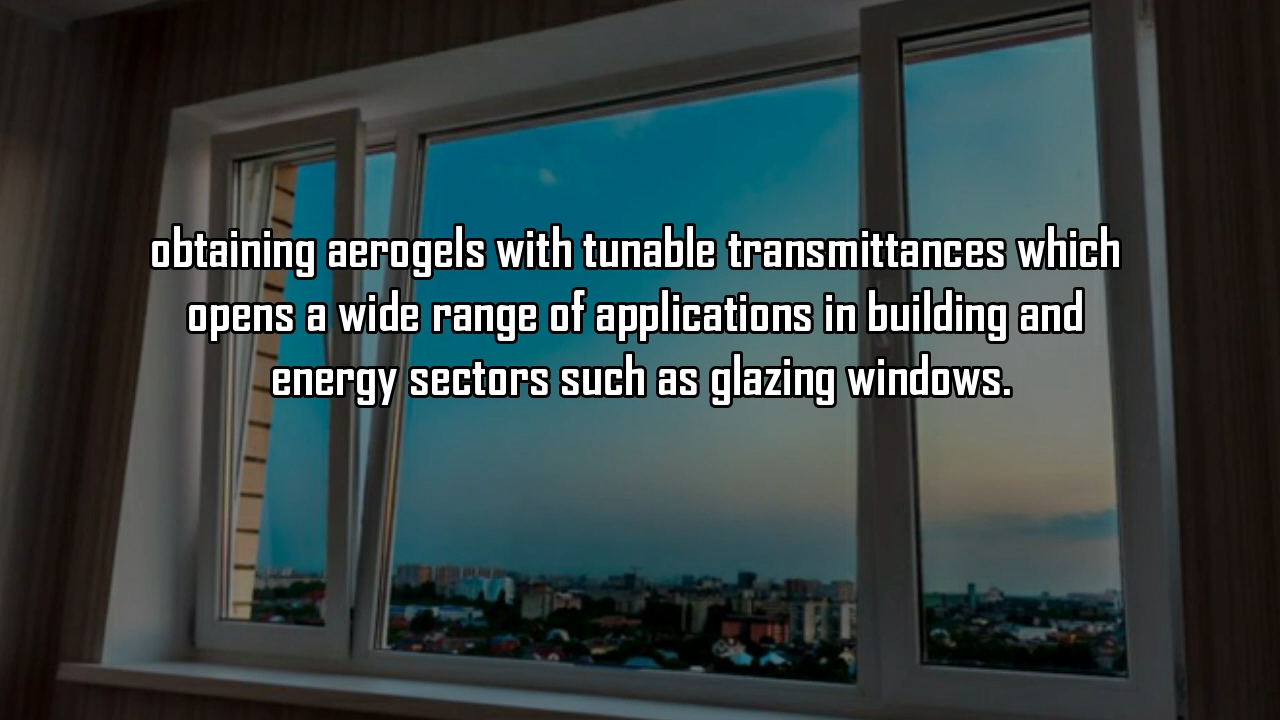 obtaining aerogels with tunable transmittances which
opens a wide range of applications in building and
energy sectors such as glazing windows.